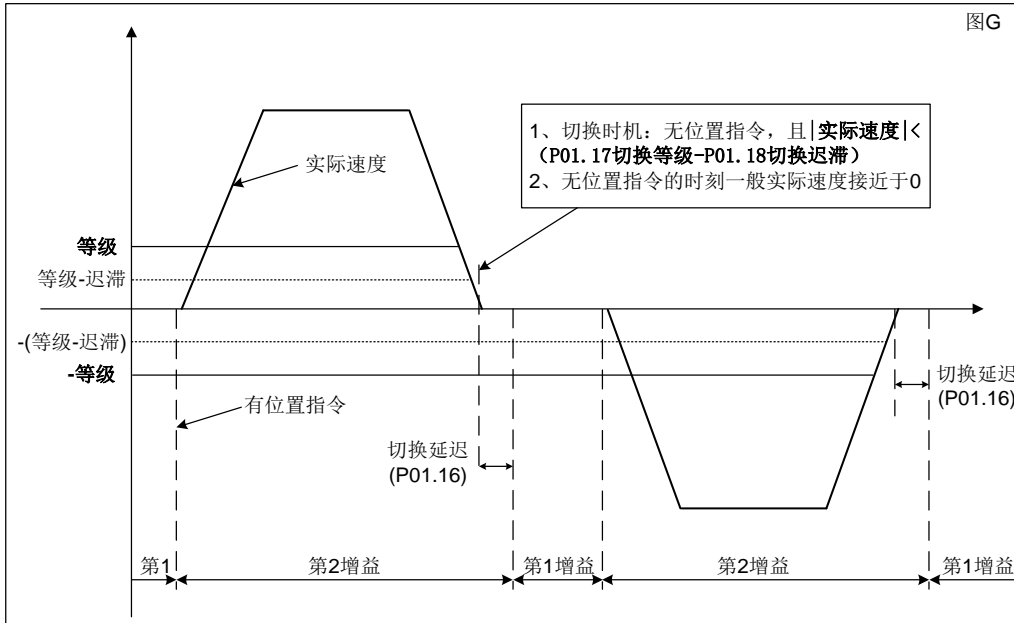 图G
1、切换时机：无位置指令，且|实际速度|<
（P01.17切换等级-P01.18切换迟滞）
2、无位置指令的时刻一般实际速度接近于0
实际速度
等级
等级-迟滞
-(等级-迟滞)
-等级
有位置指令
切换延迟
(P01.16)
切换延迟
(P01.16)
第1
第2增益
第1增益
第2增益
第1增益